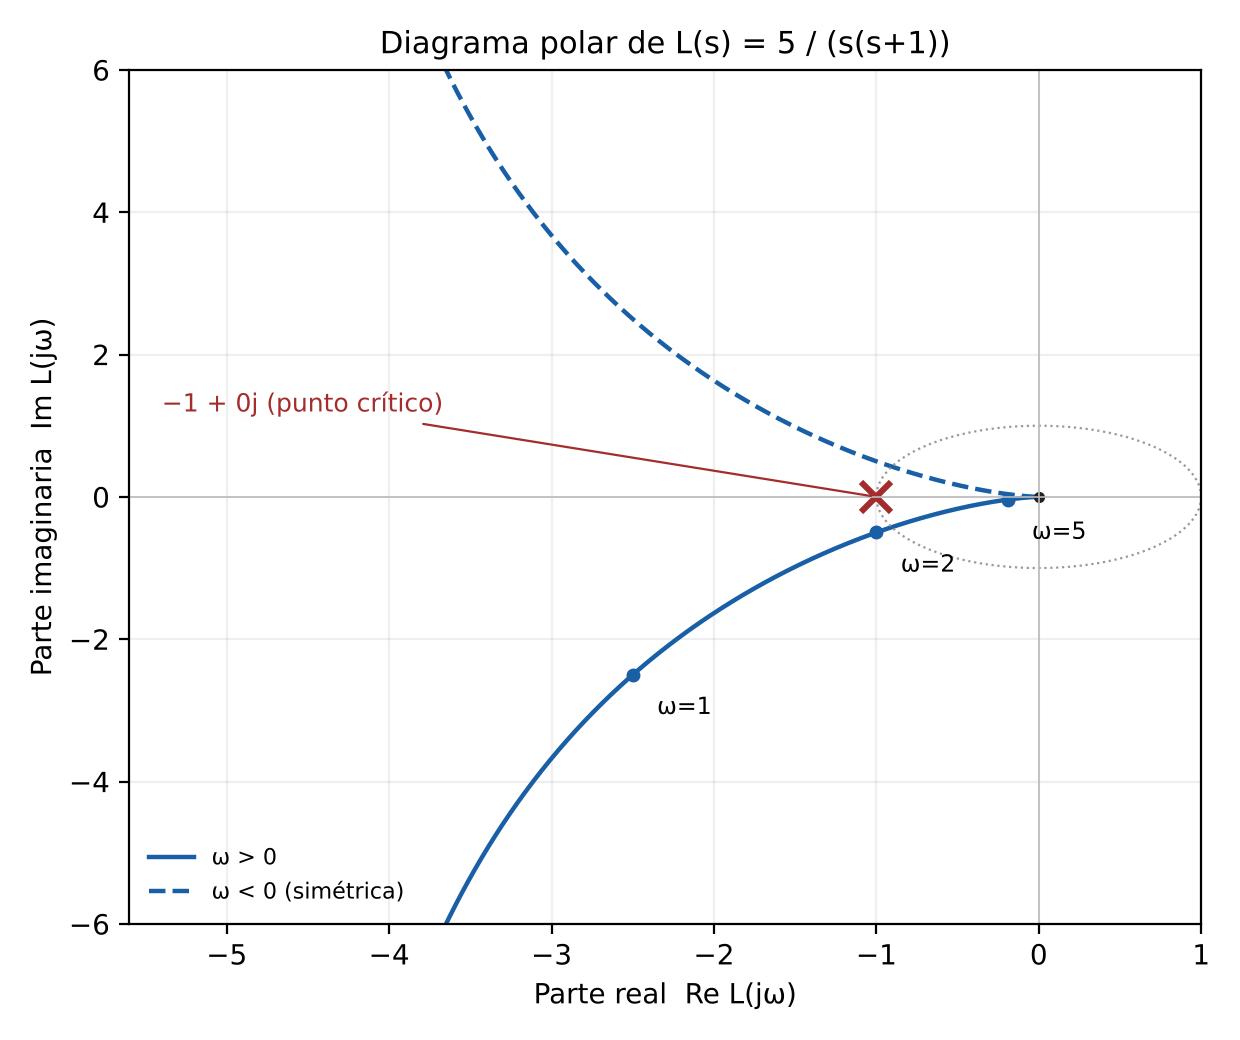 Diagrama polar de L(s) = 5 / (s(s+1))
6
4
2
0
−2
−4
−6
Parte imaginaria  Im L(jω)
−1 + 0j (punto crítico)
ω=5
ω=2
ω=1
ω > 0
ω < 0 (simétrica)
−5 −4 −3 −2 −1 0 1
Parte real  Re L(jω)